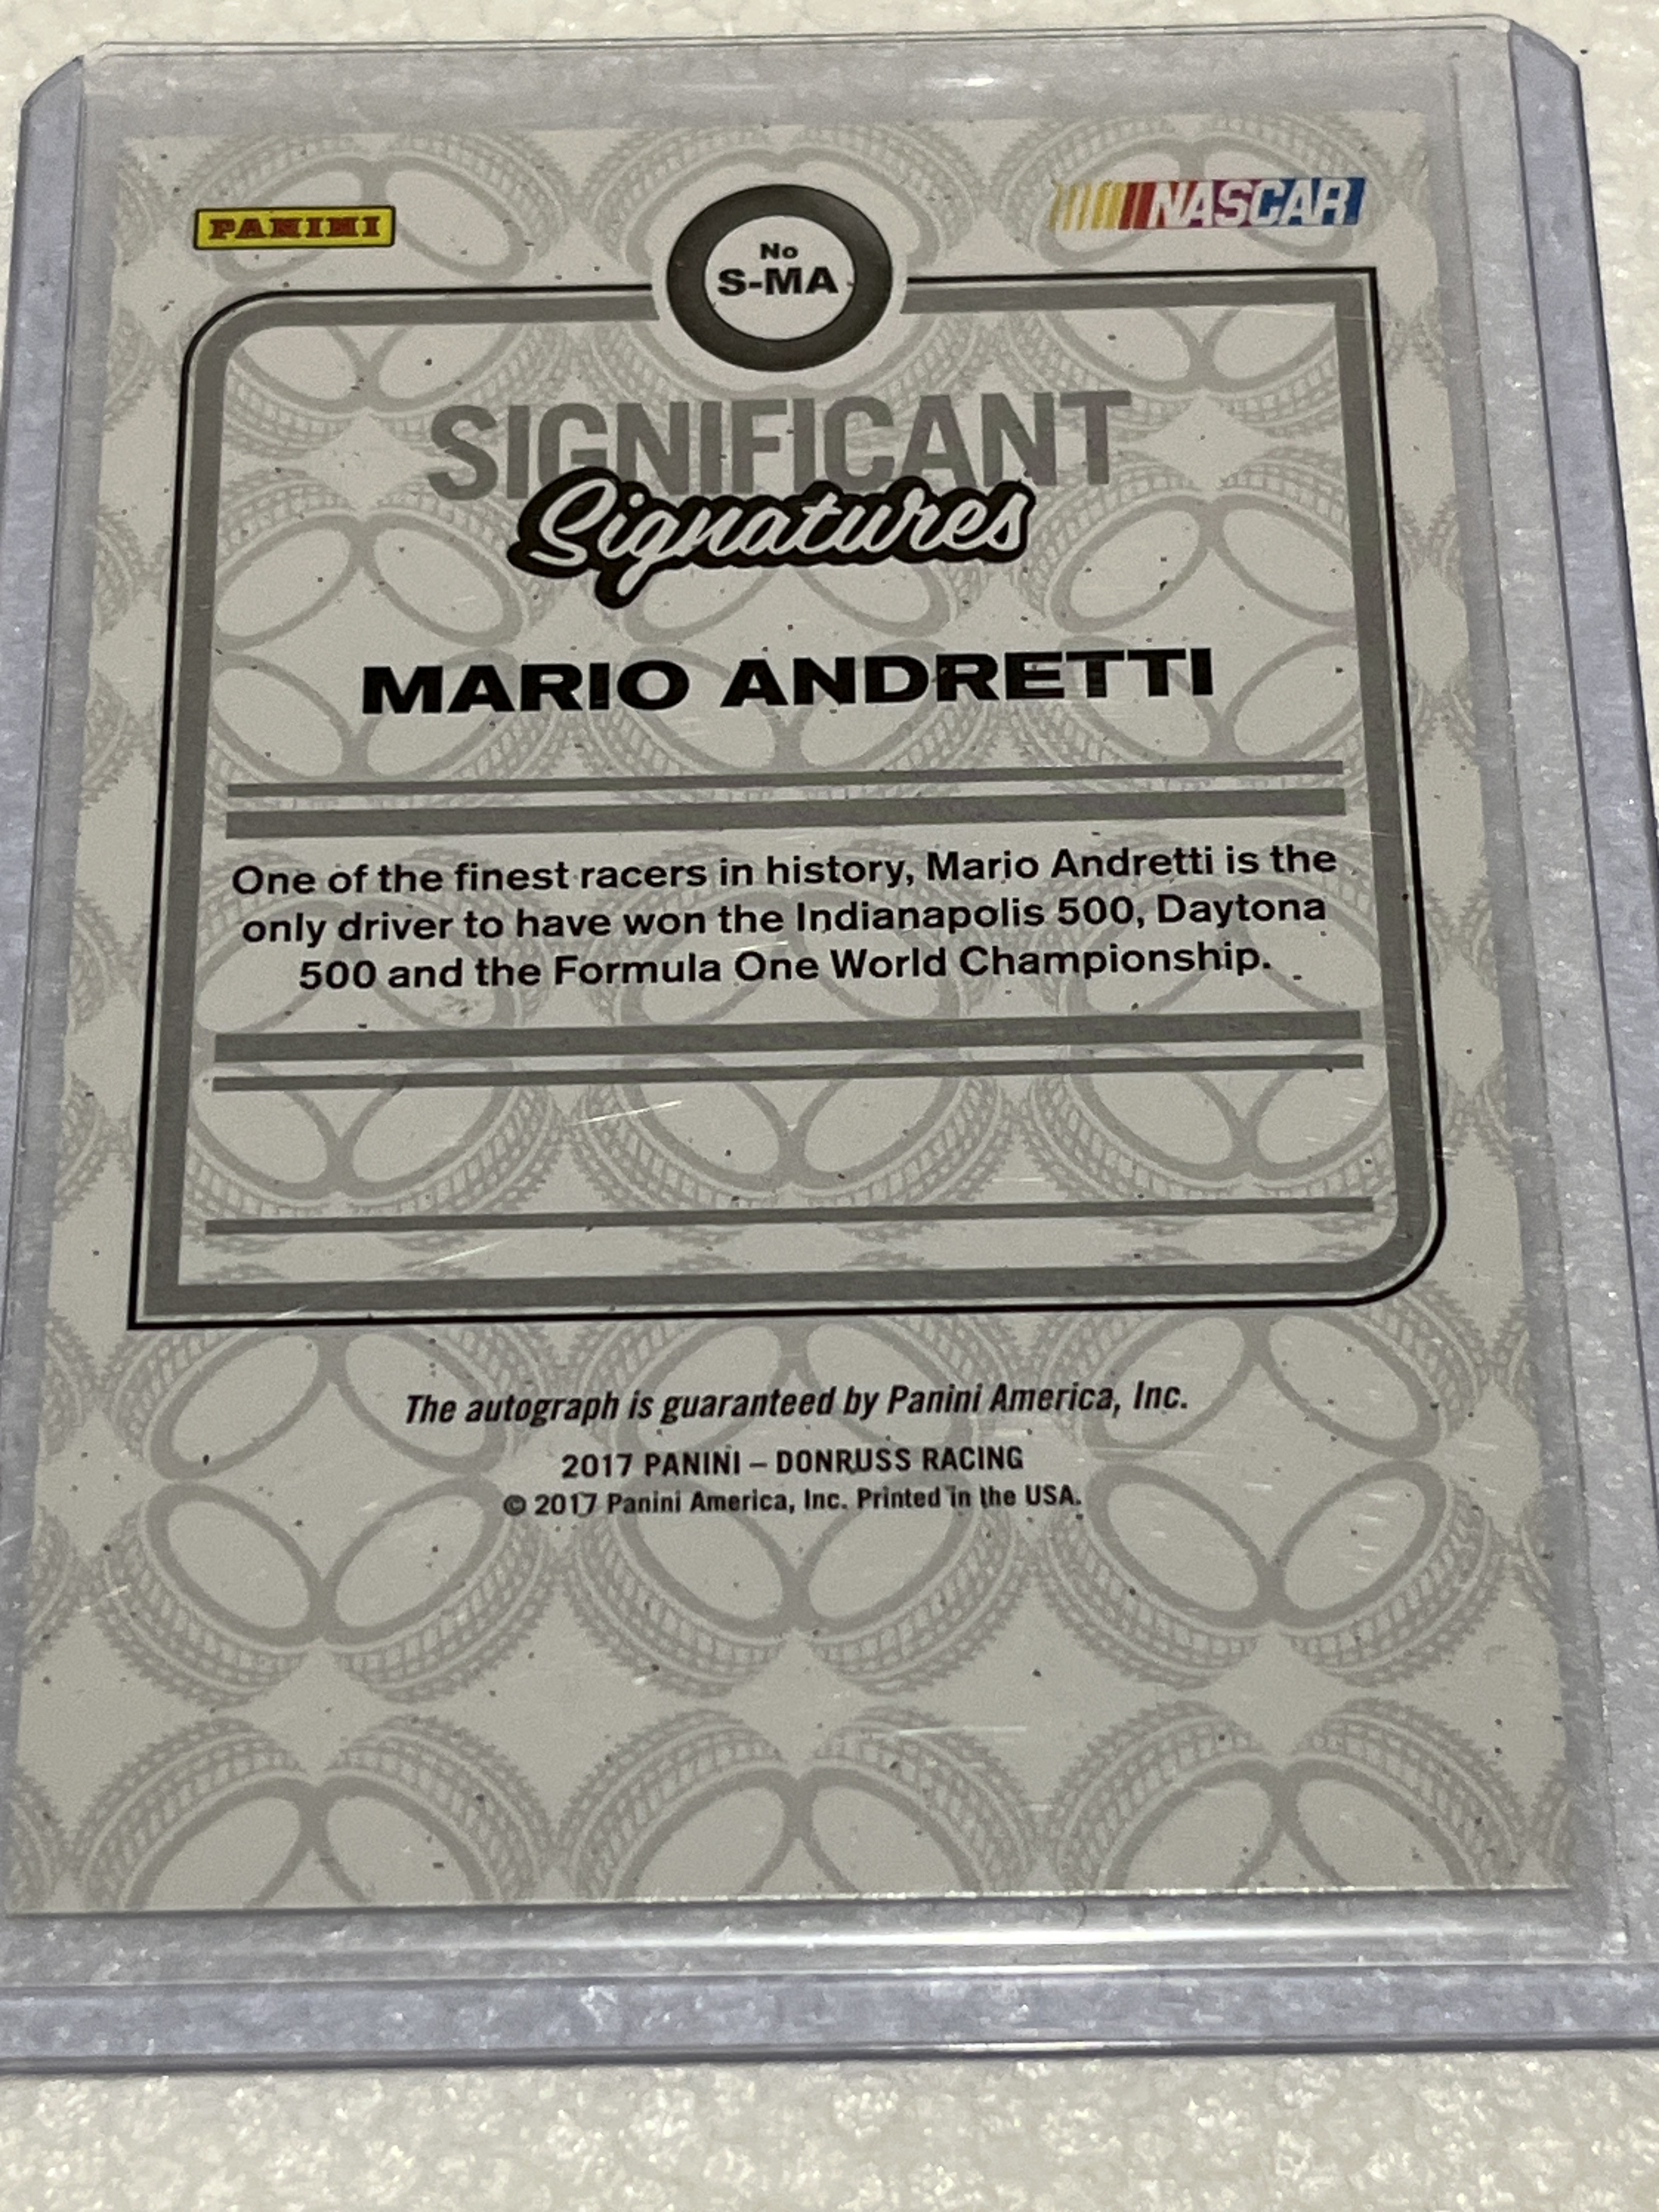 PANINI
NASCAR
No
S-MA
SIGNIFICANT
Signatures
MARIO ANDRETTI
One of the finest racers in history, Mario Andretti is the
only driver to have won the Indianapolis 500, Daytona
500 and the Formula One World Championship.
The autograph is guaranteed by Panini America, Inc.
2017 PANINI – DONRUSS RACING
© 2017 Panini America, Inc. Printed in the USA.